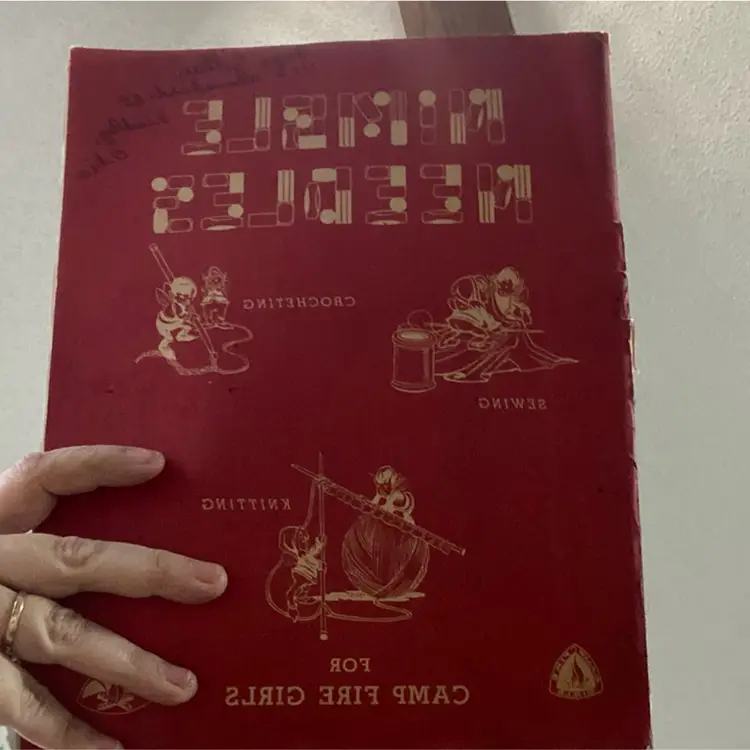 NIMBLE
NEEDLES
CROCHETING
SEWING
KNITTING
FOR
CAMP FIRE GIRLS